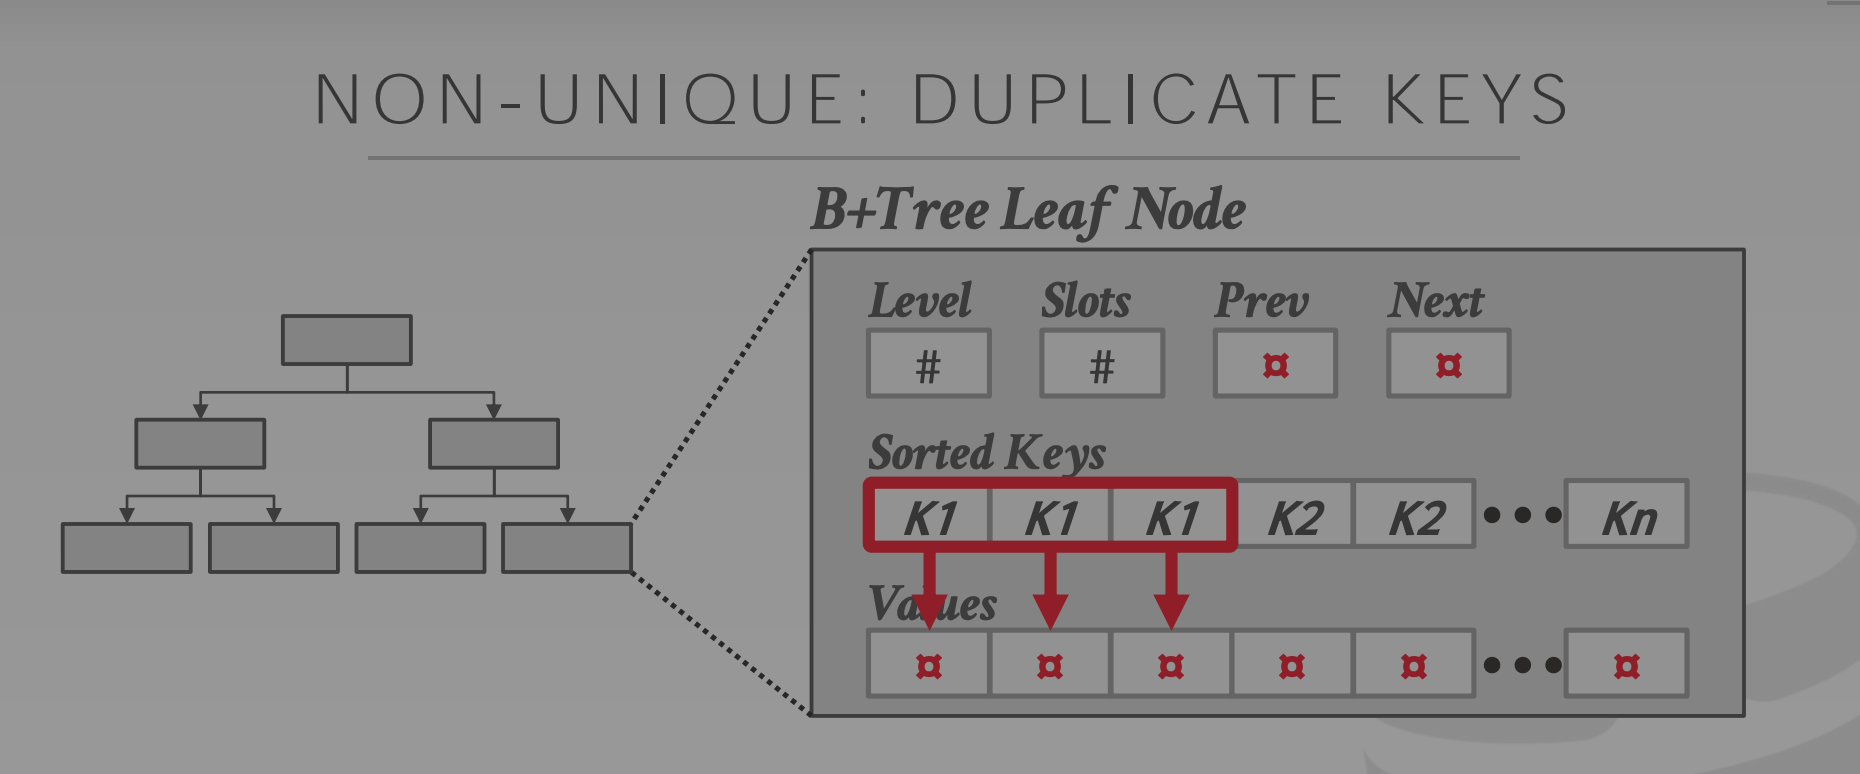 NON-UNIQUE: DUPLICATE KEYS
B+Tree Leaf Node
Level Slots Prev Next
# # ¤ ¤
Sorted Keys
K1 K1 K1 K2 K2 ••• Kn
Values
¤ ¤ ¤ ¤ ¤ ••• ¤